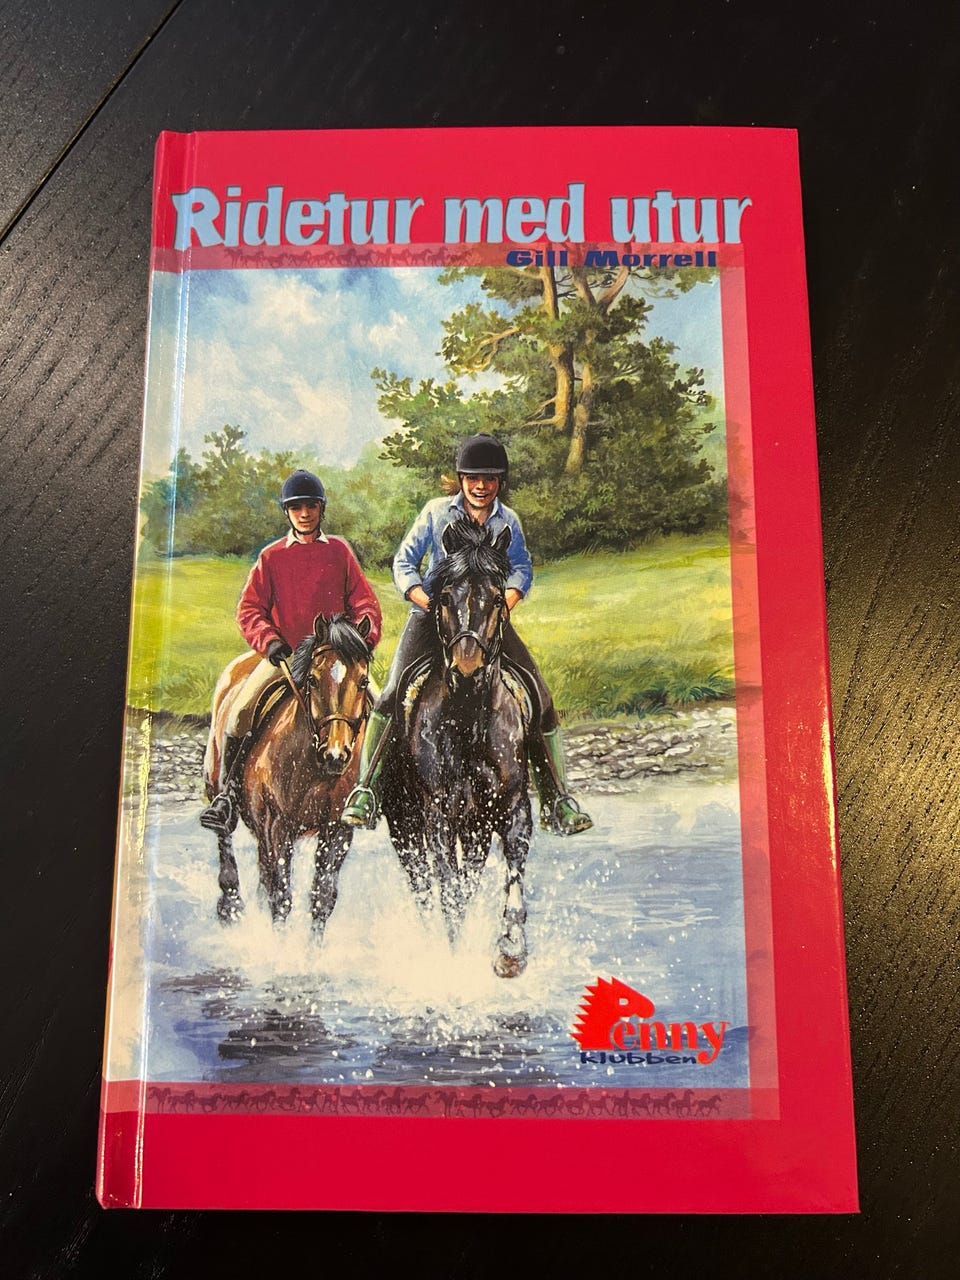 Ridetur med utur
Gill Morrell
Penny
klubben